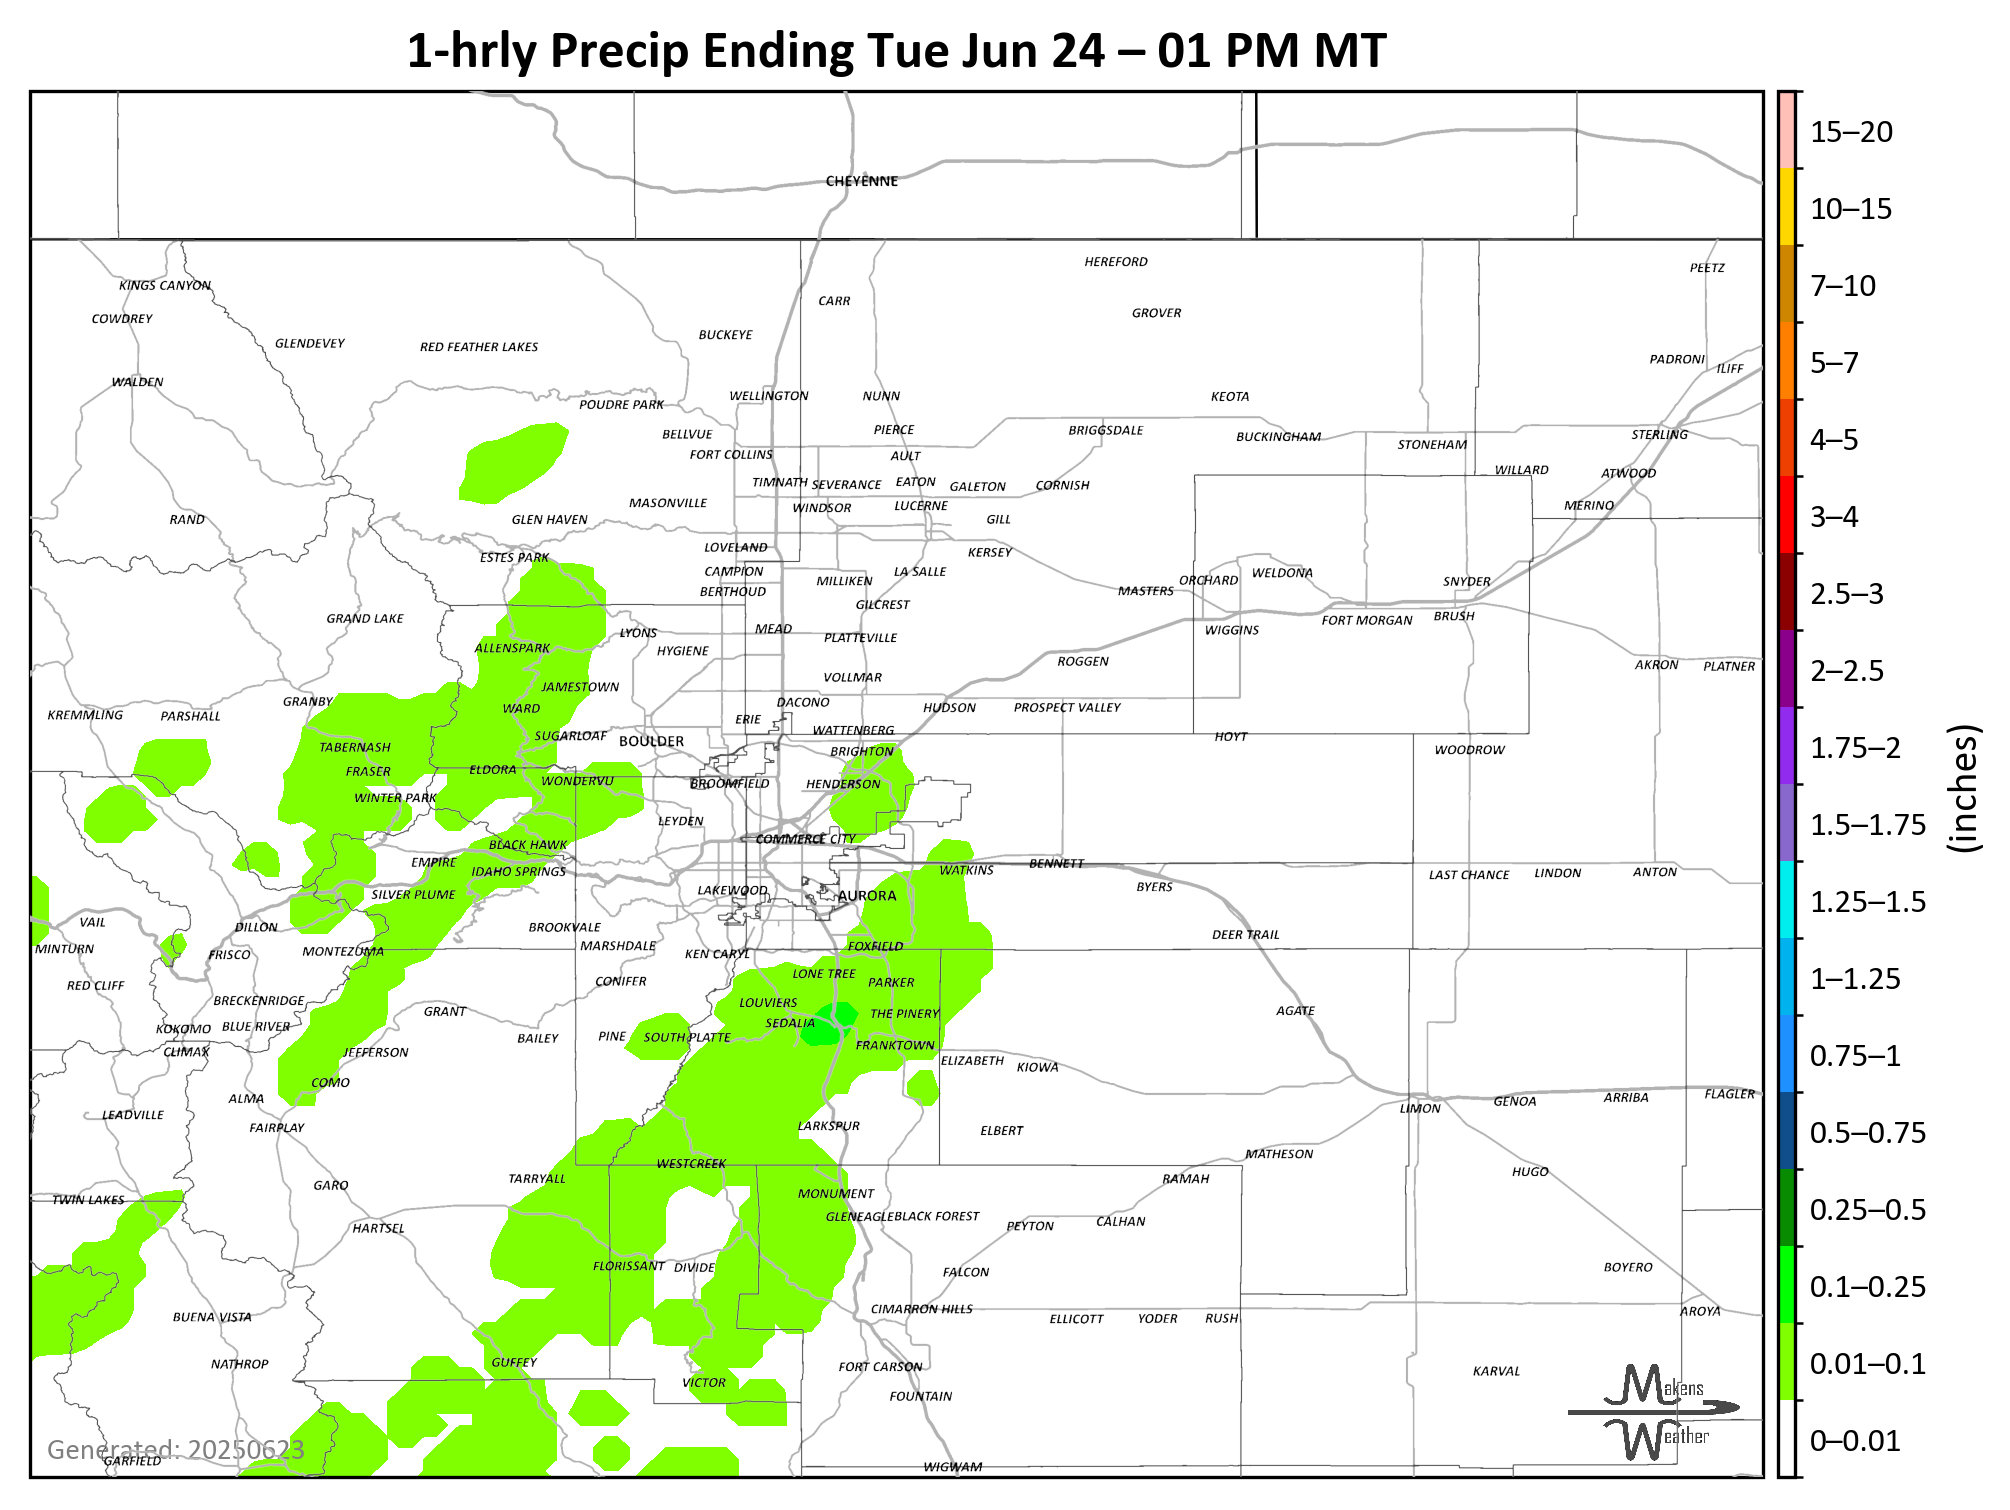 1-hrly Precip Ending Tue Jun 24 – 01 PM MT
CHEYENNE
15–20
10–15
7–10
5–7
4–5
3–4
2.5–3
2–2.5
1.75–2
1.5–1.75
1.25–1.5
1–1.25
0.75–1
0.5–0.75
0.25–0.5
0.1–0.25
0.01–0.1
0–0.01
(inches)
HEREFORD
PEETZ
KINGS CANYON
CARR
GROVER
COWDREY
BUCKEYE
GLENDEVEY
RED FEATHER LAKES
PADRONI
ILIFF
WALDEN
WELLINGTON
NUNN
KEOTA
POUDRE PARK
BELLVUE
PIERCE
BRIGGSDALE
BUCKINGHAM
STONEHAM
STERLING
FORT COLLINS
AULT
WILLARD
ATWOOD
TIMNATH
SEVERANCE
EATON
GALETON
CORNISH
MASONVILLE
WINDSOR
LUCERNE
MERINO
RAND
GLEN HAVEN
GILL
LOVELAND
KERSEY
ESTES PARK
CAMPION
MILLIKEN
LA SALLE
ORCHARD
WELDONA
SNYDER
BERTHOUD
MASTERS
GILCREST
GRAND LAKE
LYONS
MEAD
PLATTEVILLE
WIGGINS
FORT MORGAN
BRUSH
ALLENSPARK
HYGIENE
ROGGEN
AKRON
PLATNER
JAMESTOWN
VOLLMAR
GRANBY
WARD
DACONO
HUDSON
PROSPECT VALLEY
KREMMLING
PARSHALL
ERIE
SUGARLOAF
BOULDER
WATTENBERG
HOYT
TABERNASH
BRIGHTON
WOODROW
FRASER
ELDORA
WONDERVU
BROOMFIELD
HENDERSON
WINTER PARK
LEYDEN
BLACK HAWK
COMMERCE CITY
EMPIRE
IDAHO SPRINGS
WATKINS
BENNETT
BYERS
LAST CHANCE
LINDON
ANTON
SILVER PLUME
LAKEWOOD
AURORA
VAIL
DILLON
BROOKVALE
DEER TRAIL
MINTURN
FRISCO
MONTEZUMA
MARSHDALE
KEN CARYL
FOXFIELD
RED CLIFF
CONIFER
LONE TREE
PARKER
BRECKENRIDGE
LOUVIERS
GRANT
AGATE
KOKOMO
BLUE RIVER
SEDALIA
THE PINERY
BAILEY
PINE
SOUTH PLATTE
CLIMAX
JEFFERSON
FRANKTOWN
ELIZABETH
KIOWA
COMO
ALMA
GENOA
ARRIBA
FLAGLER
LEADVILLE
LIMON
FAIRPLAY
LARKSPUR
ELBERT
MATHESON
WESTCREEK
HUGO
GARO
TARRYALL
RAMAH
TWIN LAKES
MONUMENT
HARTSEL
GLENEAGLE
BLACK FOREST
PEYTON
CALHAN
FLORISSANT
DIVIDE
FALCON
BOYERO
BUENA VISTA
CIMARRON HILLS
ELLICOTT
YODER
RUSH
AROYA
NATHROP
GUFFEY
FORT CARSON
KARVAL
VICTOR
FOUNTAIN
Makens
Weather
Generated: 20250623
GARFIELD
WIGWAM